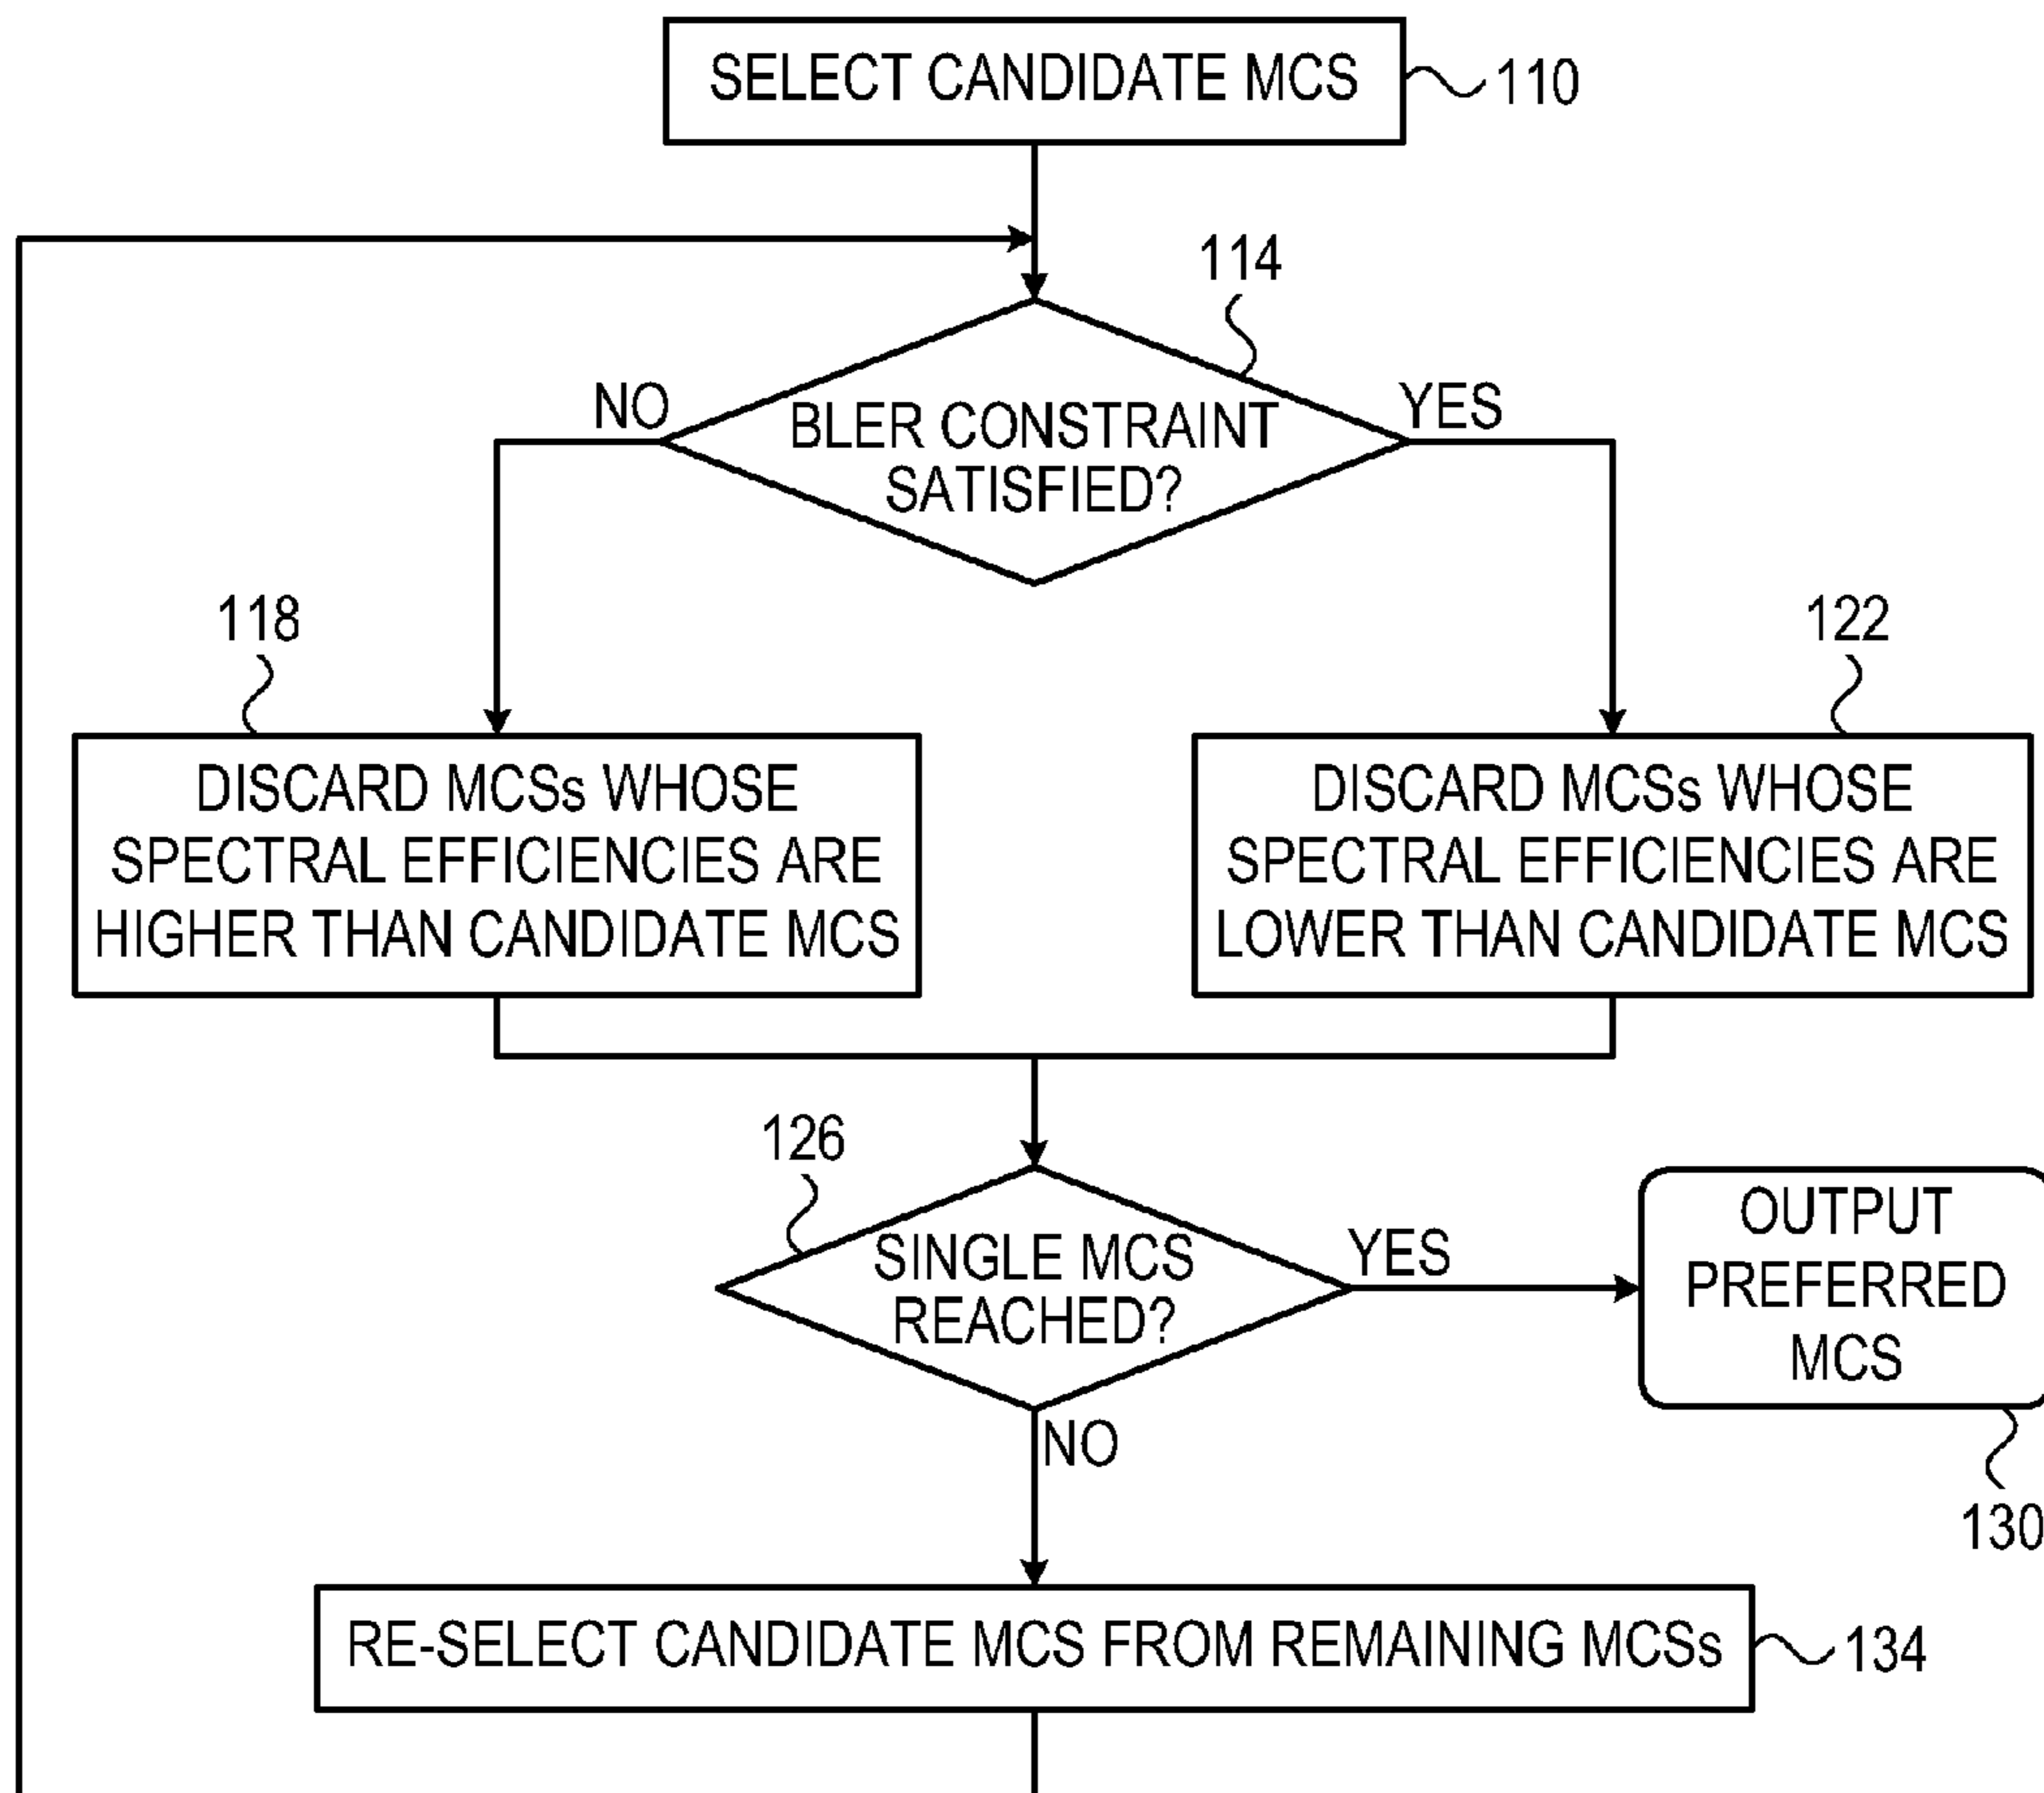 SELECT CANDIDATE MCS
110
114
NO
YES
BLER CONSTRAINT
SATISFIED?
118
122
DISCARD MCSs WHOSE
SPECTRAL EFFICIENCIES ARE
HIGHER THAN CANDIDATE MCS
DISCARD MCSs WHOSE
SPECTRAL EFFICIENCIES ARE
LOWER THAN CANDIDATE MCS
126
SINGLE MCS
REACHED?
YES
OUTPUT
PREFERRED
MCS
NO
130
RE-SELECT CANDIDATE MCS FROM REMAINING MCSs
134